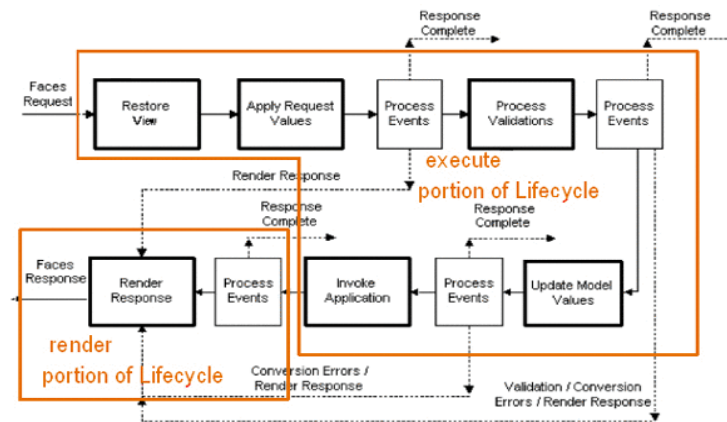 Response
Complete
Response
Complete
Faces
Request
Restore
View
Apply Request
Values
Process
Events
Process
Validations
Process
Events
execute
portion of Lifecycle
Render Response
Response
Complete
Response
Complete
Faces
Response
Render
Response
Process
Events
Invoke
Application
Process
Events
Update Model
Values
render
portion of Lifecycle
Conversion Errors /
Render Response
Validation / Conversion
Errors / Render Response